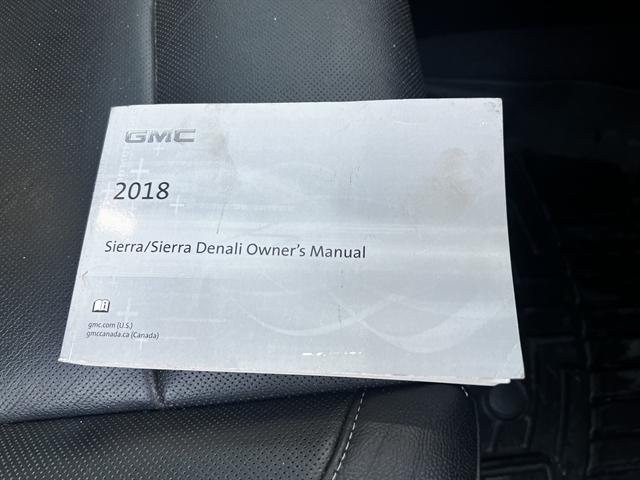 GMC
2018
Sierra/Sierra Denali Owner's Manual
gmc.com (U.S.)
gmccanada.ca (Canada)